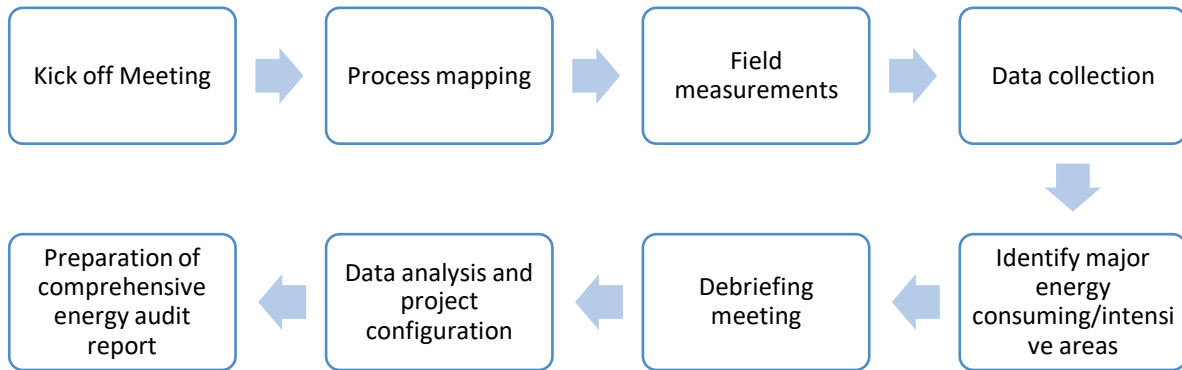 Kick off Meeting
Process mapping
Field
measurements
Data collection
Identify major
energy
consuming/intensi
ve areas
Debriefing
meeting
Data analysis and
project
configuration
Preparation of
comprehensive
energy audit
report